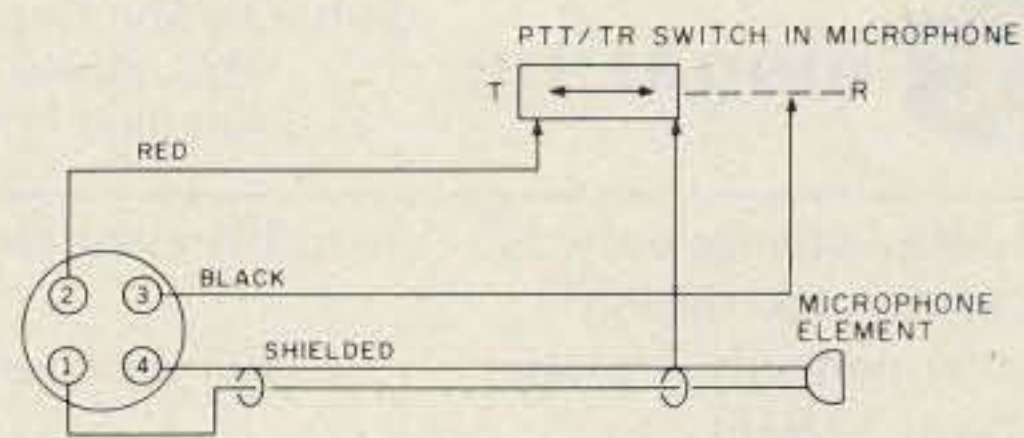 PTT/TR SWITCH IN MICROPHONE
T
R
RED
2
3
BLACK
MICROPHONE
ELEMENT
1
4
SHIELDED